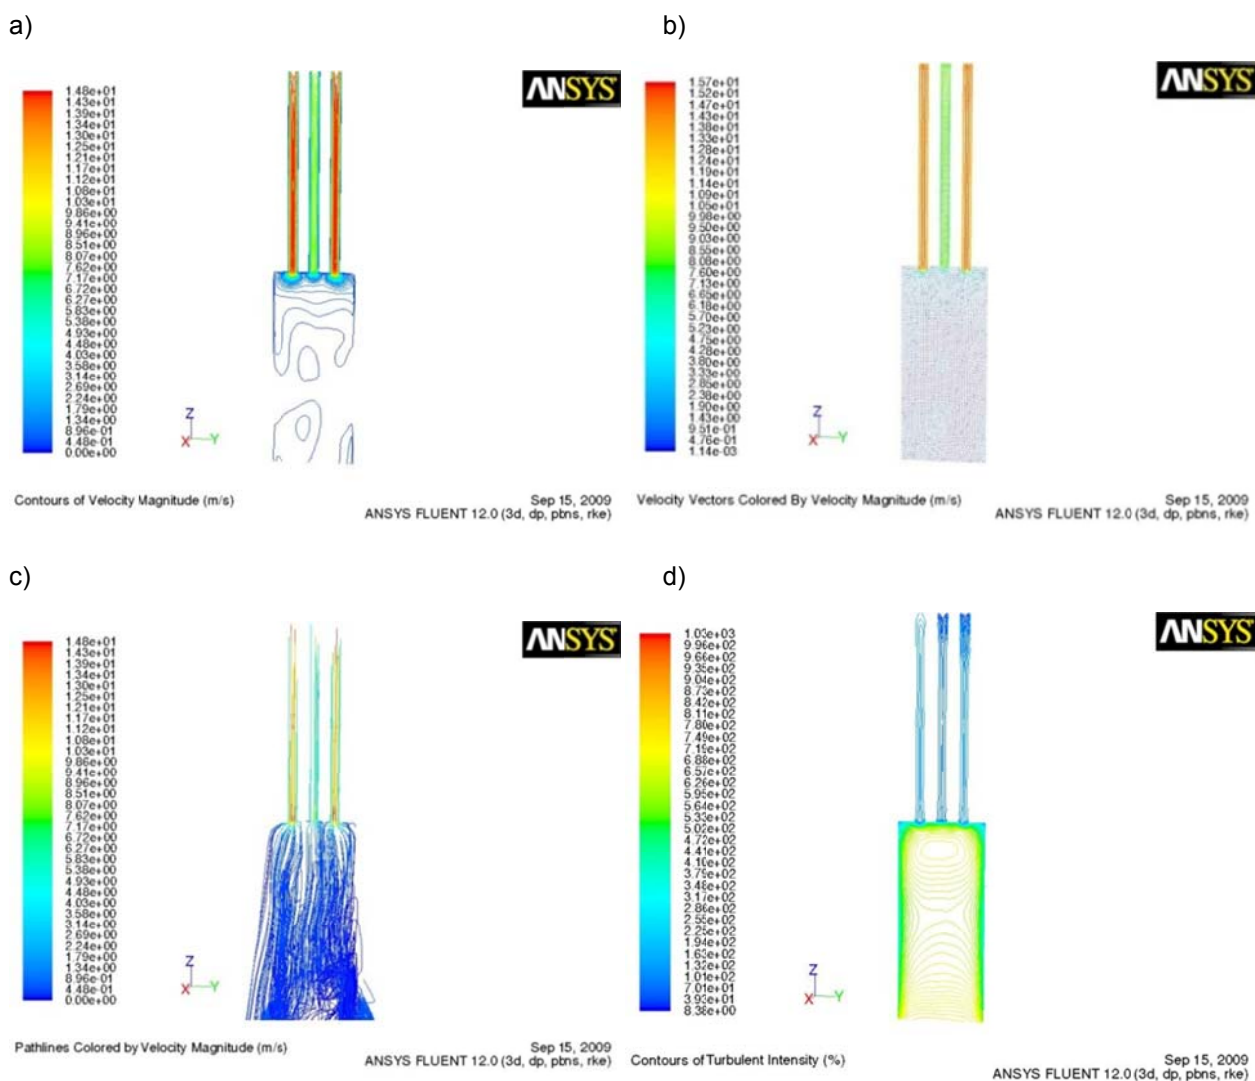 a)
ANSYS
1.48e+01
1.43e+01
1.39e+01
1.34e+01
1.30e+01
1.25e+01
1.21e+01
1.17e+01
1.12e+01
1.08e+01
1.03e+01
9.86e+00
9.41e+00
8.96e+00
8.51e+00
8.07e+00
7.62e+00
7.17e+00
6.72e+00
6.27e+00
5.83e+00
5.38e+00
4.93e+00
4.48e+00
4.03e+00
3.58e+00
3.14e+00
2.69e+00
2.24e+00
1.79e+00
1.34e+00
8.96e-01
4.48e-01
0.00e+00
Z
X Y
Contours of Velocity Magnitude (m/s)
Sep 15, 2009
ANSYS FLUENT 12.0 (3d, dp, pbns, rke)
b)
ANSYS
1.57e+01
1.52e+01
1.47e+01
1.43e+01
1.38e+01
1.33e+01
1.28e+01
1.24e+01
1.19e+01
1.14e+01
1.09e+01
1.05e+01
9.98e+00
9.50e+00
9.03e+00
8.55e+00
8.08e+00
7.60e+00
7.13e+00
6.65e+00
6.18e+00
5.70e+00
5.23e+00
4.75e+00
4.28e+00
3.80e+00
3.33e+00
2.85e+00
2.38e+00
1.90e+00
1.43e+00
9.51e-01
4.76e-01
1.14e-03
Z
X Y
Velocity Vectors Colored By Velocity Magnitude (m/s)
Sep 15, 2009
ANSYS FLUENT 12.0 (3d, dp, pbns, rke)
c)
ANSYS
1.48e+01
1.43e+01
1.39e+01
1.34e+01
1.30e+01
1.25e+01
1.21e+01
1.17e+01
1.12e+01
1.08e+01
1.03e+01
9.86e+00
9.41e+00
8.96e+00
8.51e+00
8.07e+00
7.62e+00
7.17e+00
6.72e+00
6.27e+00
5.83e+00
5.38e+00
4.93e+00
4.48e+00
4.03e+00
3.58e+00
3.14e+00
2.69e+00
2.24e+00
1.79e+00
1.34e+00
8.96e-01
4.48e-01
0.00e+00
Z
X Y
Pathlines Colored by Velocity Magnitude (m/s)
Sep 15, 2009
ANSYS FLUENT 12.0 (3d, dp, pbns, rke)
d)
ANSYS
1.03e+03
9.96e+02
9.66e+02
9.35e+02
9.04e+02
8.73e+02
8.42e+02
8.11e+02
7.80e+02
7.49e+02
7.19e+02
6.88e+02
6.57e+02
6.26e+02
5.95e+02
5.64e+02
5.33e+02
5.02e+02
4.72e+02
4.41e+02
4.10e+02
3.79e+02
3.48e+02
3.17e+02
2.86e+02
2.55e+02
2.25e+02
1.94e+02
1.63e+02
1.32e+02
1.01e+02
7.01e+01
3.93e+01
8.38e+00
Z
X Y
Contours of Turbulent Intensity (%)
Sep 15, 2009
ANSYS FLUENT 12.0 (3d, dp, pbns, rke)